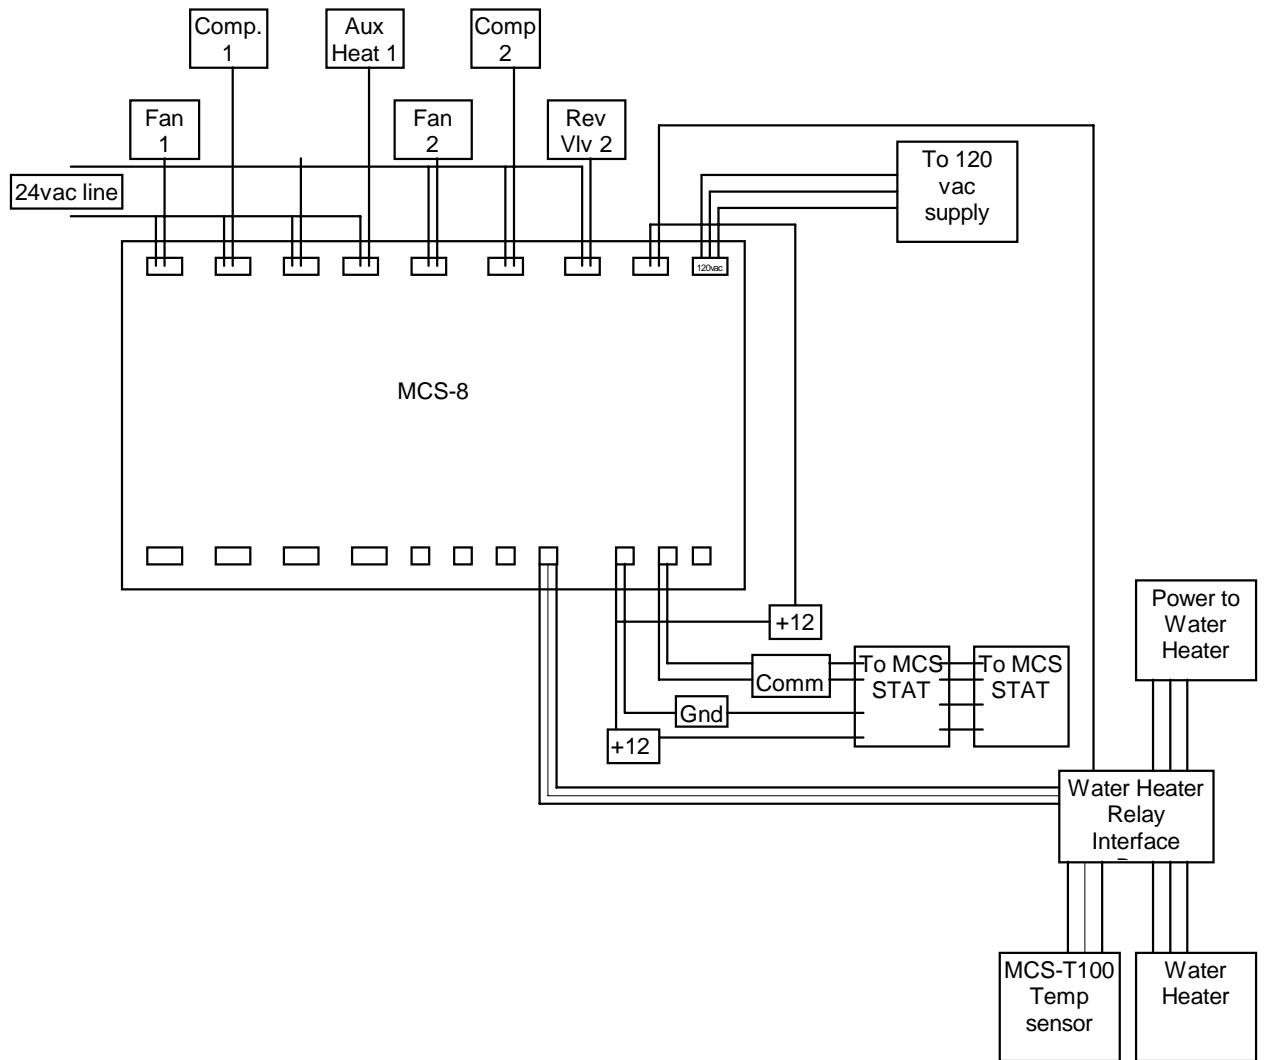 Comp.
1
Aux
Heat 1
Comp
2
Fan
1
Fan
2
Rev
Vlv 2
To 120
vac
supply
24vac line
120vac
MCS-8
+12
Power to
Water
Heater
To MCS
STAT
To MCS
STAT
Comm
Gnd
+12
Water Heater
Relay
Interface
MCS-T100
Temp
sensor
Water
Heater